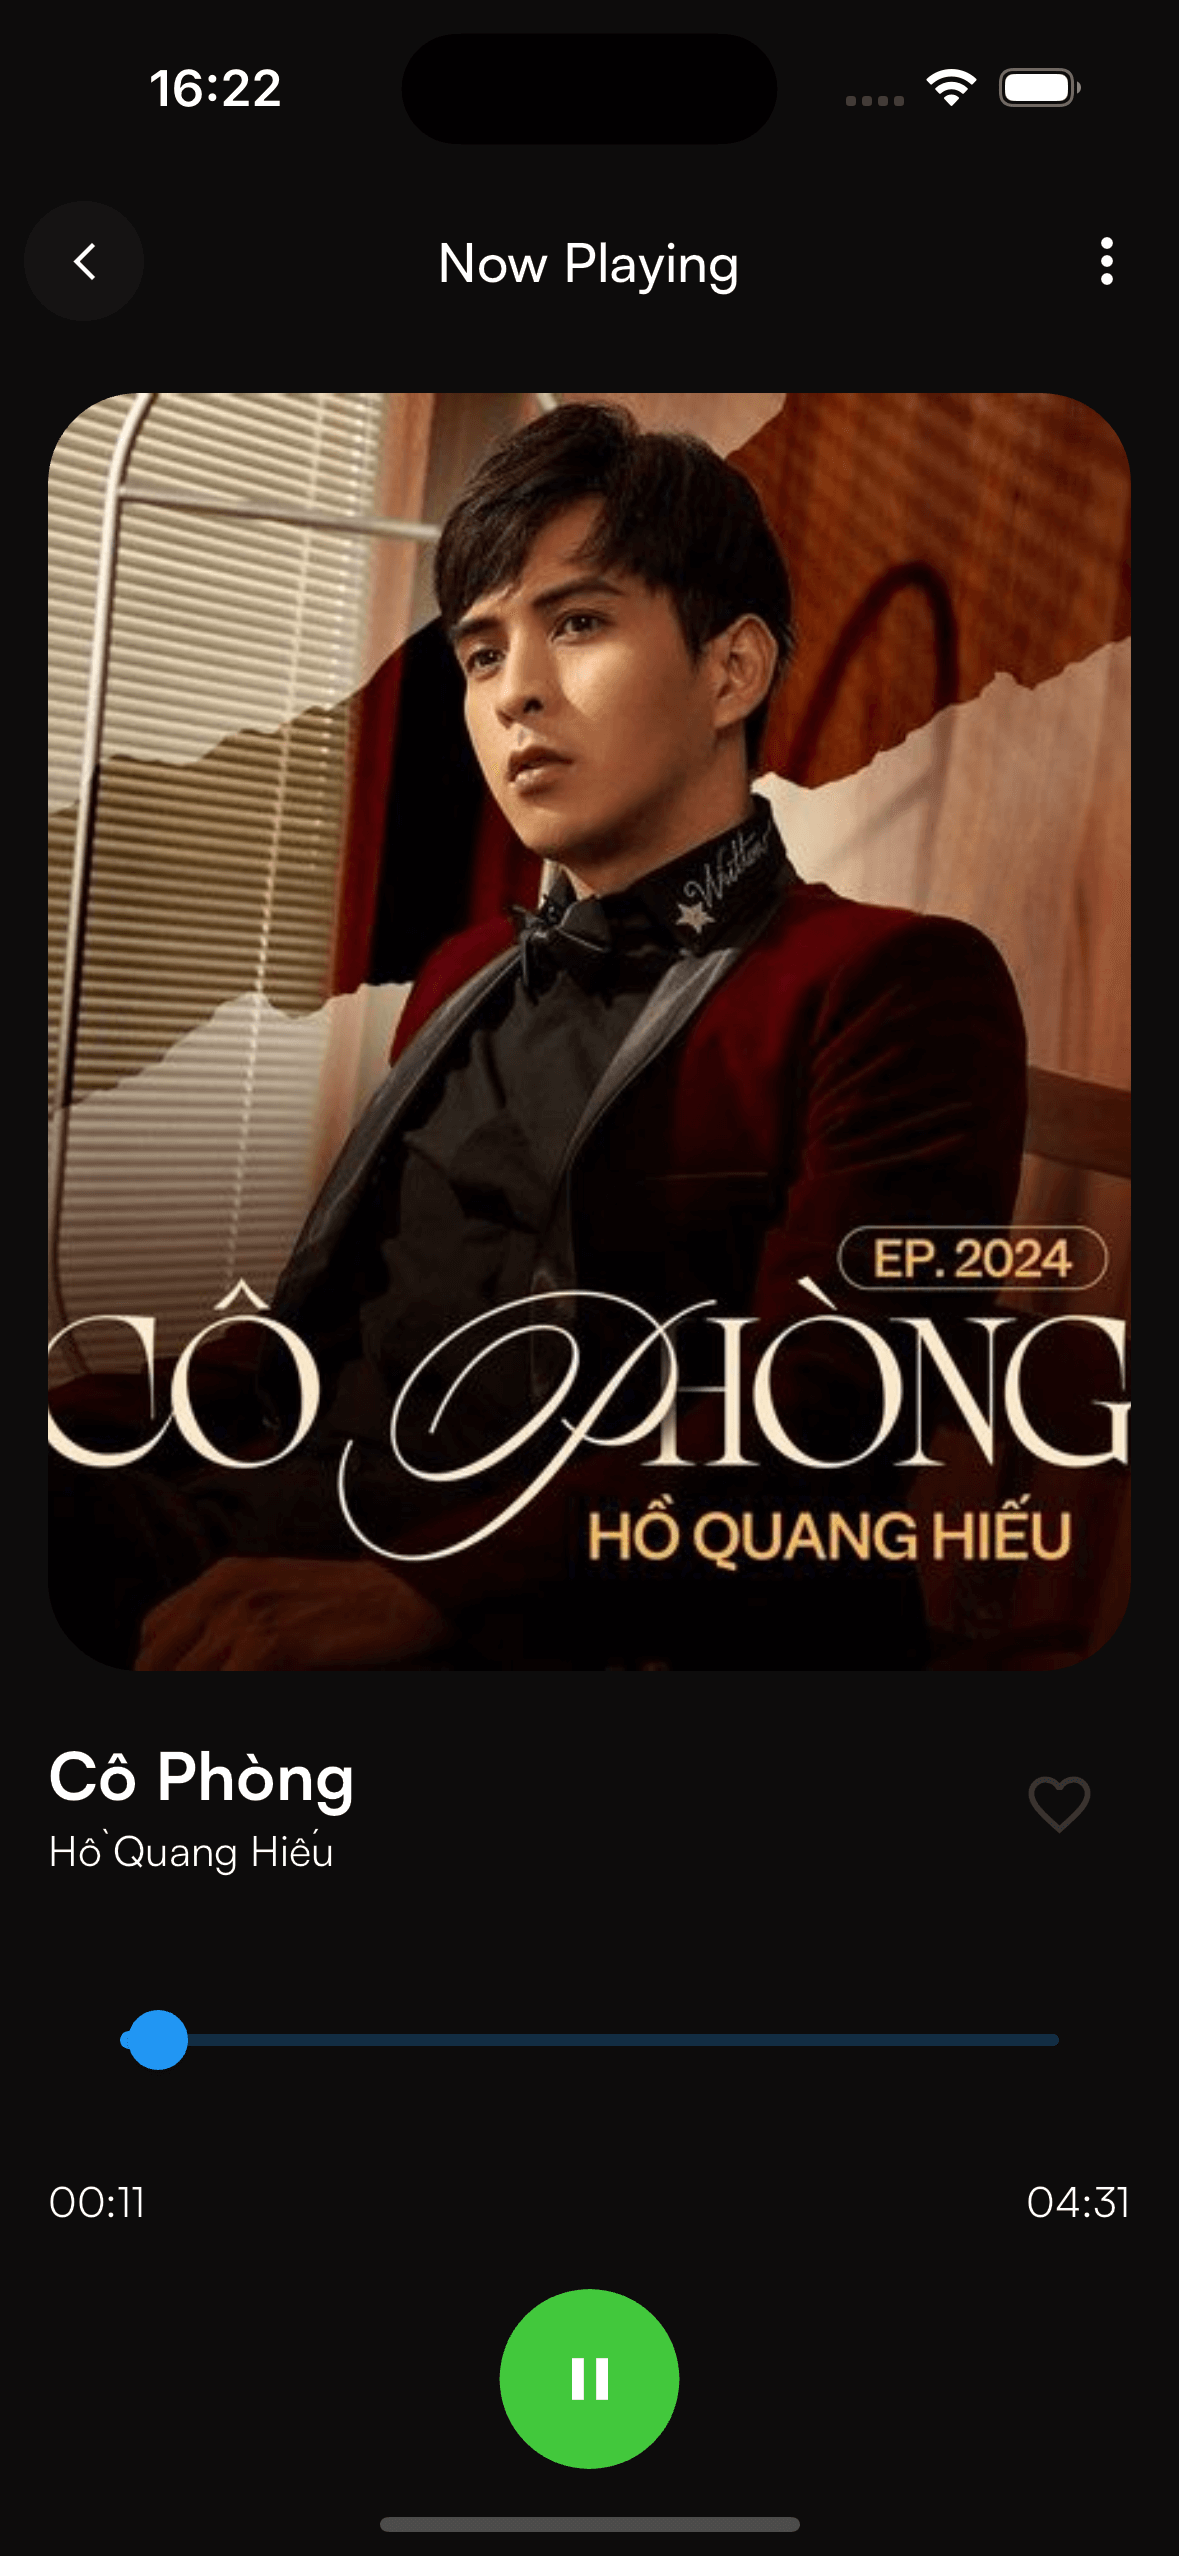 16:22
Now Playing
Written
EP. 2024
CÔ PHÒNG
HỒ QUANG HIẾU
Cô Phòng
Hồ Quang Hiếu
00:11
04:31